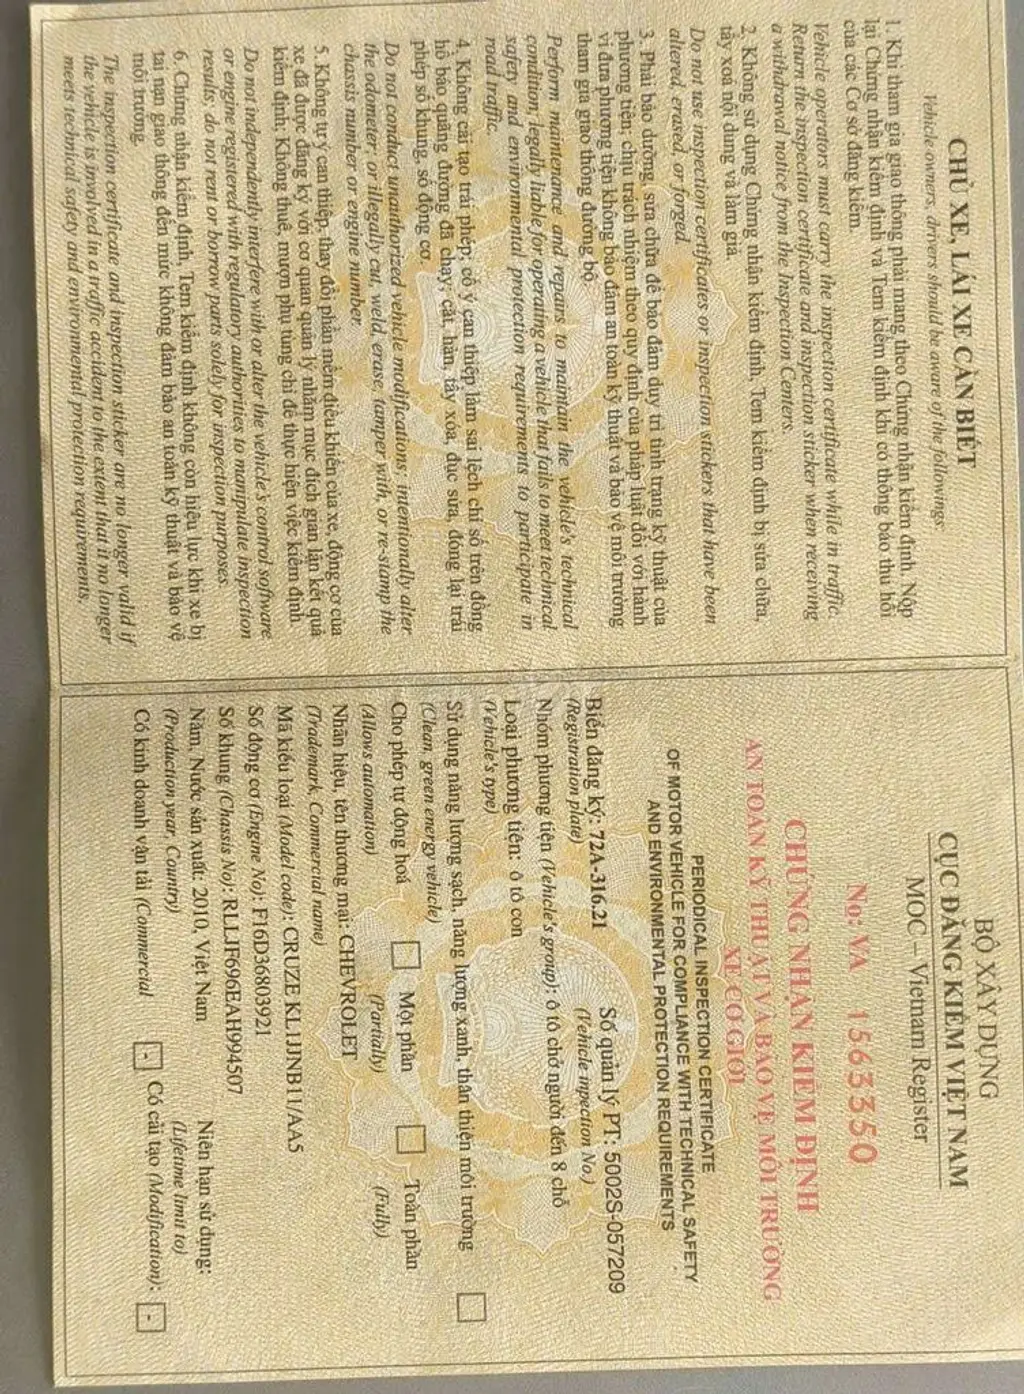 CHỦ XE, LÁI XE CẦN BIẾT
Vehicle owners, drivers should be aware of the followings:
1. Khi tham gia giao thông phải mang theo Chứng nhận kiểm định. Nộp
lại Chứng nhận kiểm định và Tem kiểm định khi có thông báo thu hồi
của các Cơ sở đăng kiểm.
Vehicle operators must carry the inspection certificate while in traffic.
Return the inspection certificate and inspection sticker when receiving
a withdrawal notice from the Inspection Centers.
2. Không sử dụng Chứng nhận kiểm định, Tem kiểm định bị sửa chữa,
tẩy xoá nội dung và làm giả.
Do not use inspection certificates or inspection stickers that have been
altered, erased, or forged.
3. Phải bảo dưỡng, sửa chữa để bảo đảm duy trì tình trạng kỹ thuật của
phương tiện; chịu trách nhiệm theo quy định của pháp luật đối với hành
vi đưa phương tiện không bảo đảm an toàn kỹ thuật và bảo vệ môi trường
tham gia giao thông đường bộ.
Perform maintenance and repairs to maintain the vehicle's technical
condition, legally liable for operating a vehicle that fails to meet technical
safety and environmental protection requirements to participate in
road traffic.
4. Không cải tạo trái phép; cố ý can thiệp làm sai lệch chỉ số trên đồng
hồ báo quãng đường đã chạy; cắt, hàn, tẩy xóa, đục sửa, đóng lại trái
phép số khung, số động cơ.
Do not conduct unauthorized vehicle modifications; intentionally alter
the odometer; or illegally cut, weld, erase, tamper with, or re-stamp the
chassis number or engine number.
5. Không tự ý can thiệp, thay đổi phần mềm điều khiển của xe, động cơ của
xe đã được đăng ký với cơ quan quản lý nhằm mục đích gian lận kết quả
kiểm định; Không thuê, mượn phụ tùng chỉ để thực hiện việc kiểm định.
Do not independently interfere with or alter the vehicle's control software
or engine registered with regulatory authorities to manipulate inspection
results; do not rent or borrow parts solely for inspection purposes.
6. Chứng nhận kiểm định, Tem kiểm định không còn hiệu lực khi xe bị
tai nạn giao thông đến mức không đảm bảo an toàn kỹ thuật và bảo vệ
môi trường.
The inspection certificate and inspection sticker are no longer valid if
the vehicle is involved in a traffic accident to the extent that it no longer
meets technical safety and environmental protection requirements.
BỘ XÂY DỰNG
CỤC ĐĂNG KIỂM VIỆT NAM
MOC – Vietnam Register
No: VA 1563350
CHỨNG NHẬN KIỂM ĐỊNH
AN TOÀN KỸ THUẬT VÀ BẢO VỆ MÔI TRƯỜNG
XE CƠ GIỚI
PERIODICAL INSPECTION CERTIFICATE
OF MOTOR VEHICLE FOR COMPLIANCE WITH TECHNICAL SAFETY
AND ENVIRONMENTAL PROTECTION REQUIREMENTS
Biển đăng ký: 72A-316.21 Số quản lý PT: 5002S-057209
(Registration plate) (Vehicle inpection No.)
Nhóm phương tiện (Vehicle's group): ô tô chở người đến 8 chỗ
Loại phương tiện: ô tô con
(Vehicle's type)
Sử dụng năng lượng sạch, năng lượng xanh, thân thiện môi trường
(Clean, green energy vehicle)
Cho phép tự động hoá Một phần Toàn phần
(Allows automation) (Partially) (Fully)
Nhãn hiệu, tên thương mại: CHEVROLET
(Trademark, Commercial name)
Mã kiểu loại (Model code): CRUZE KL1JJNB11/AA5
Số động cơ (Engine No): F16D36803921
Số khung (Chassis No): RLLJF696EAH994507
Năm, Nước sản xuất: 2010, Việt Nam Niên hạn sử dụng:
(Production year, Country) (Lifetime limit to)
Có kinh doanh vận tải (Commercial - Có cải tạo (Modification): -